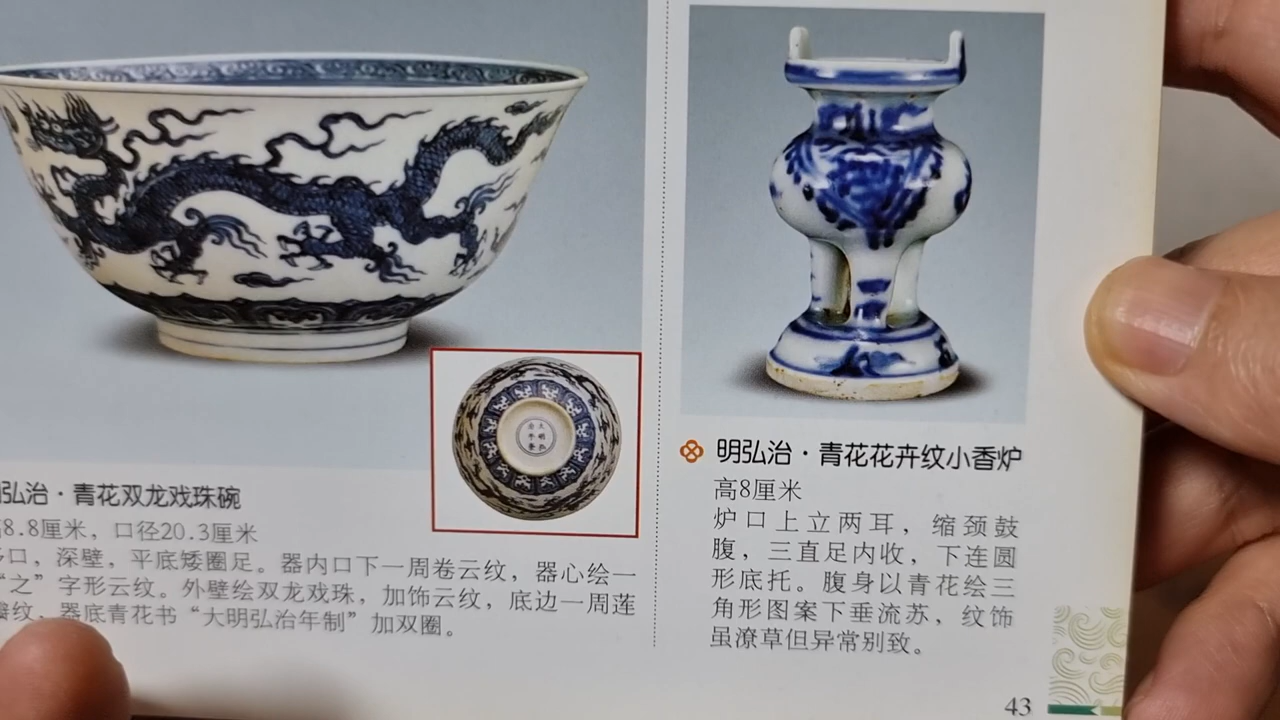 弘治·青花双龙戏珠碗
8.8厘米，口径20.3厘米
口，深壁，平底矮圈足。器内口下一周卷云纹，器心绘一
“之”字形云纹。外壁绘双龙戏珠，加饰云纹，底边一周莲
瓣纹，器底青花书“大明弘治年制”加双圈。
明弘治·青花花卉纹小香炉
高8厘米
炉口上立两耳，缩颈鼓
腹，三直足内收，下连圆
形底托。腹身以青花绘三
角形图案下垂流苏，纹饰
虽潦草但异常别致。
43